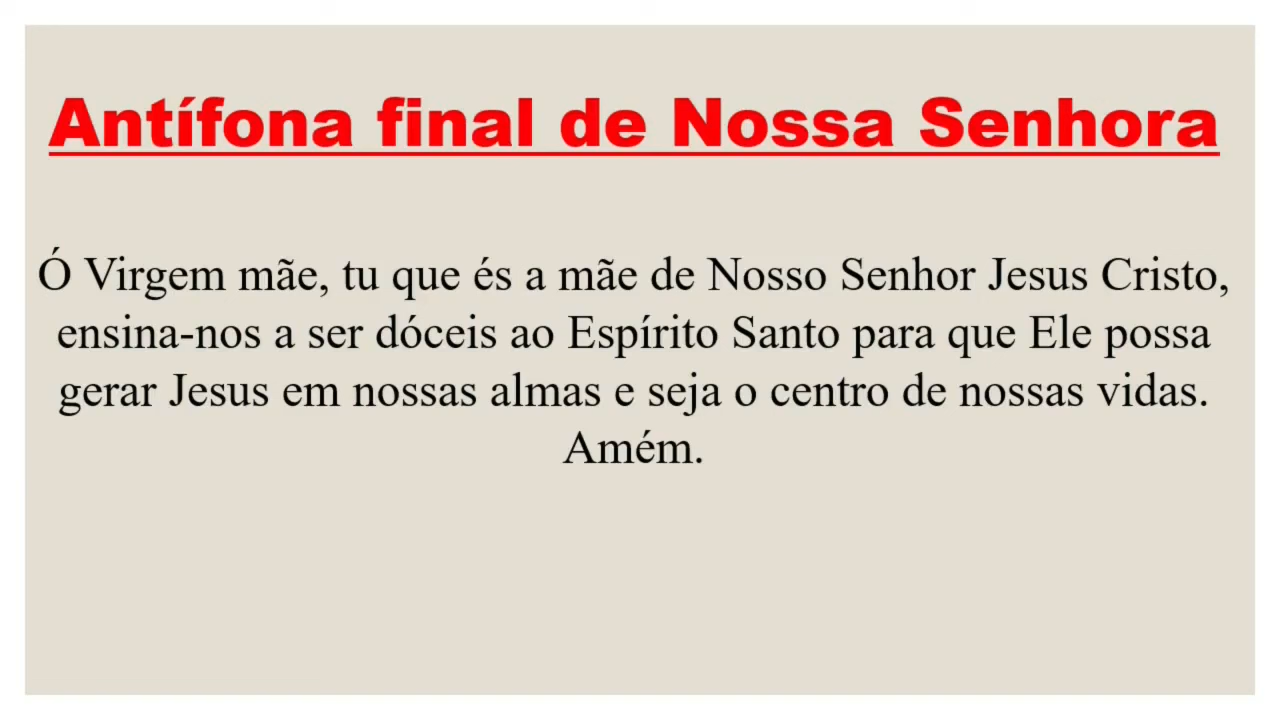 Antífona final de Nossa Senhora
Ó Virgem mãe, tu que és a mãe de Nosso Senhor Jesus Cristo,
ensina-nos a ser dóceis ao Espírito Santo para que Ele possa
gerar Jesus em nossas almas e seja o centro de nossas vidas.
Amém.